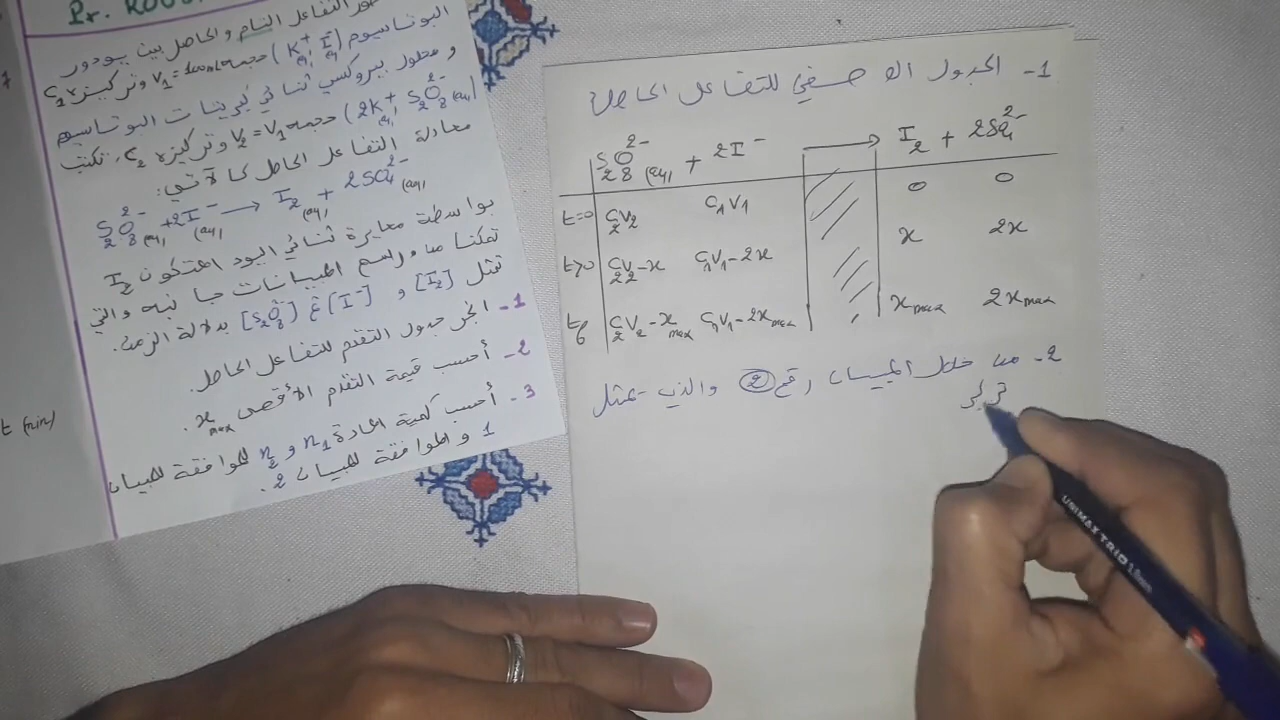 Pr.
التفاعل التام والحاصل بين يودور
البوتاسيوم (K⁺aq, I⁻aq) حجمه V₁=100mL وتركيزه
و محلول بيروكسي ثنائي كبريتات البوتاسيوم
(2K⁺aq, S₂O₈²⁻(aq)) حجمه V₂=V₁ وتركيزه C₂. نكتب
معادلة التفاعل الحاصل كالآتي:
S₂O₈²⁻(aq) + 2I⁻(aq) → I₂(aq) + 2SO₄²⁻(aq)
بواسطة معايرة ثنائي اليود المتكون I₂
تمكنا من رسم المبيانات جانبه والتي
تمثل [I₂] و [I⁻] و [S₂O₈²⁻] بدلالة الزمن.
1- أنجز جدول التقدم للتفاعل الحاصل.
2- أحسب قيمة التقدم الأقصى xmax.
3- أحسب كمية المادة n₁ و n₂ الموافقة للمبيان
1 و الموافقة للمبيان 2.
t (min)
1- الجدول الوصفي للتفاعل الحاصل
S₂O₈²⁻(aq) + 2I⁻ → I₂ + 2SO₄²⁻
t=0 C₂V₂ C₁V₁ 0 0
t>0 C₂V₂-x C₁V₁-2x x 2x
tf C₂V₂-xmax C₁V₁-2xmax xmax 2xmax
2- من خلال المبيان رقم 2 والذي يمثل